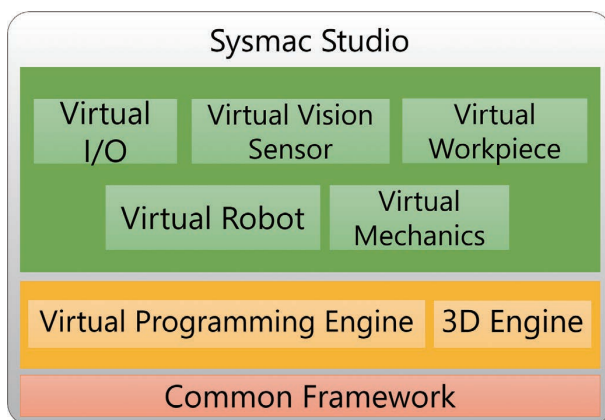 Sysmac Studio
Virtual
I/O
Virtual Vision
Sensor
Virtual
Workpiece
Virtual Robot
Virtual
Mechanics
Virtual Programming Engine
3D Engine
Common Framework